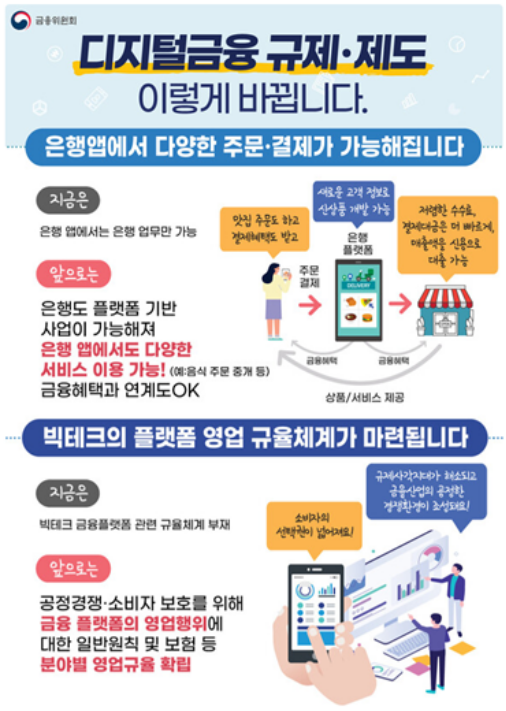 금융위원회
디지털금융 규제·제도
이렇게 바뀝니다.
은행앱에서 다양한 주문·결제가 가능해집니다
지금은
은행 앱에서는 은행 업무만 가능
앞으로는
은행도 플랫폼 기반
사업이 가능해져
은행 앱에서도 다양한
서비스 이용 가능! (예:음식 주문 중개 등)
금융혜택과 연계도OK
맛집 주문도 하고
결제혜택도 받고
새로운 고객 정보로
신상품 개발 가능
저렴한 수수료,
결제대금은 더 빠르게,
매출액을 신용으로
대출 가능
은행
플랫폼
주문
결제
DELIVERY
금융혜택
금융혜택
상품/서비스 제공
빅테크의 플랫폼 영업 규율체계가 마련됩니다
지금은
빅테크 금융플랫폼 관련 규율체계 부재
앞으로는
공정경쟁·소비자 보호를 위해
금융 플랫폼의 영업행위에
대한 일반원칙 및 보험 등
분야별 영업규율 확립
소비자의
선택권이 넓어져요!
규제사각지대가 해소되고
금융산업의 공정한
경쟁환경이 조성돼요!